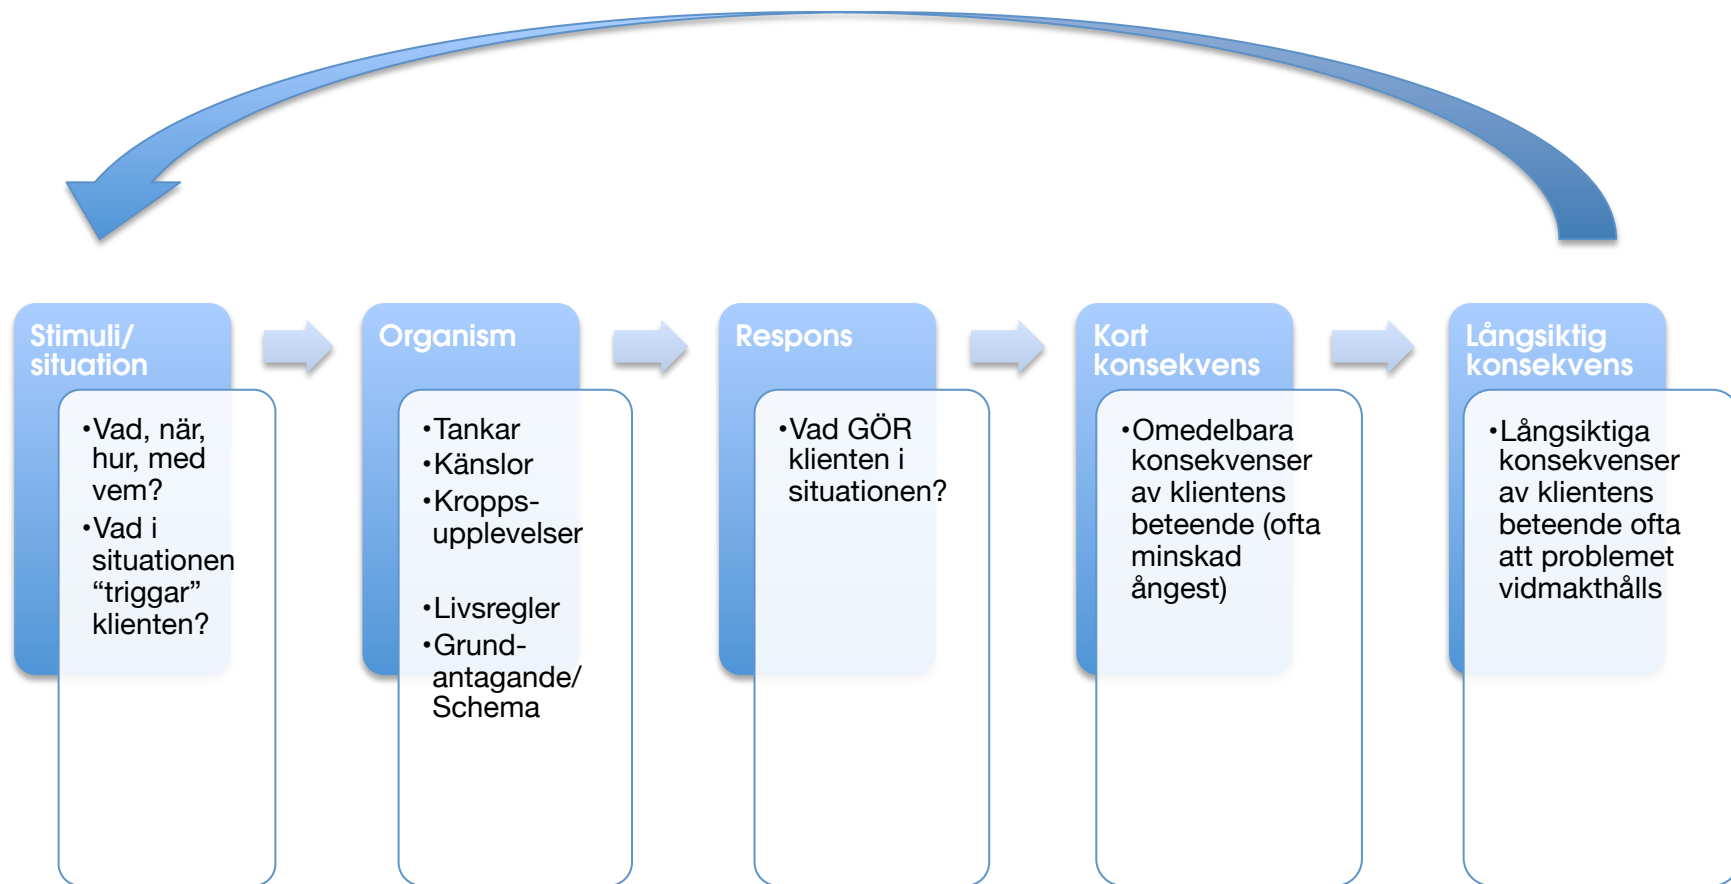 Stimuli/
situation
•Vad, när,
hur, med
vem?
•Vad i
situationen
“triggar”
klienten?
Organism
•Tankar
•Känslor
•Kropps-
upplevelser
•Livsregler
•Grund-
antagande/
Schema
Respons
•Vad GÖR
klienten i
situationen?
Kort
konsekvens
•Omedelbara
konsekvenser
av klientens
beteende (ofta
minskad
ångest)
Långsiktig
konsekvens
•Långsiktiga
konsekvenser
av klientens
beteende ofta
att problemet
vidmakthålls